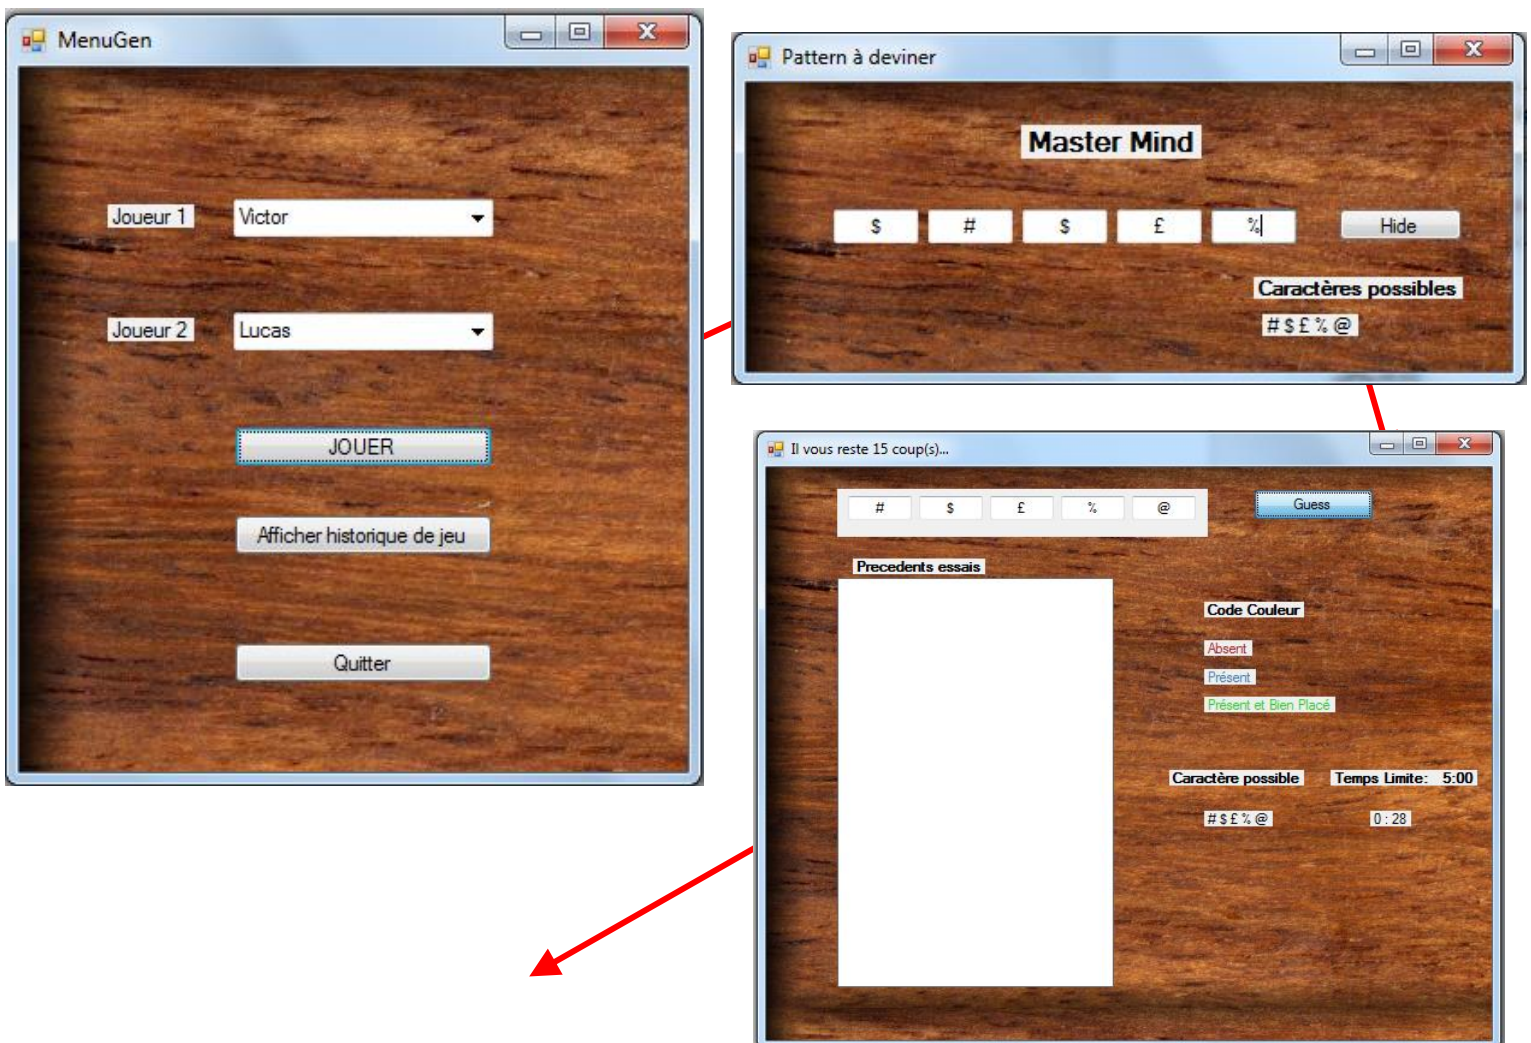 MenuGen
Joueur 1
Victor
Joueur 2
Lucas
JOUER
Afficher historique de jeu
Quitter
Pattern à deviner
Master Mind
$ # $ £ % Hide
Caractères possibles
# $ £ % @
Il vous reste 15 coup(s)...
# $ £ % @ Guess
Precedents essais
Code Couleur
Absent
Présent
Présent et Bien Placé
Caractère possible Temps Limite: 5:00
# $ £ % @ 0 : 28